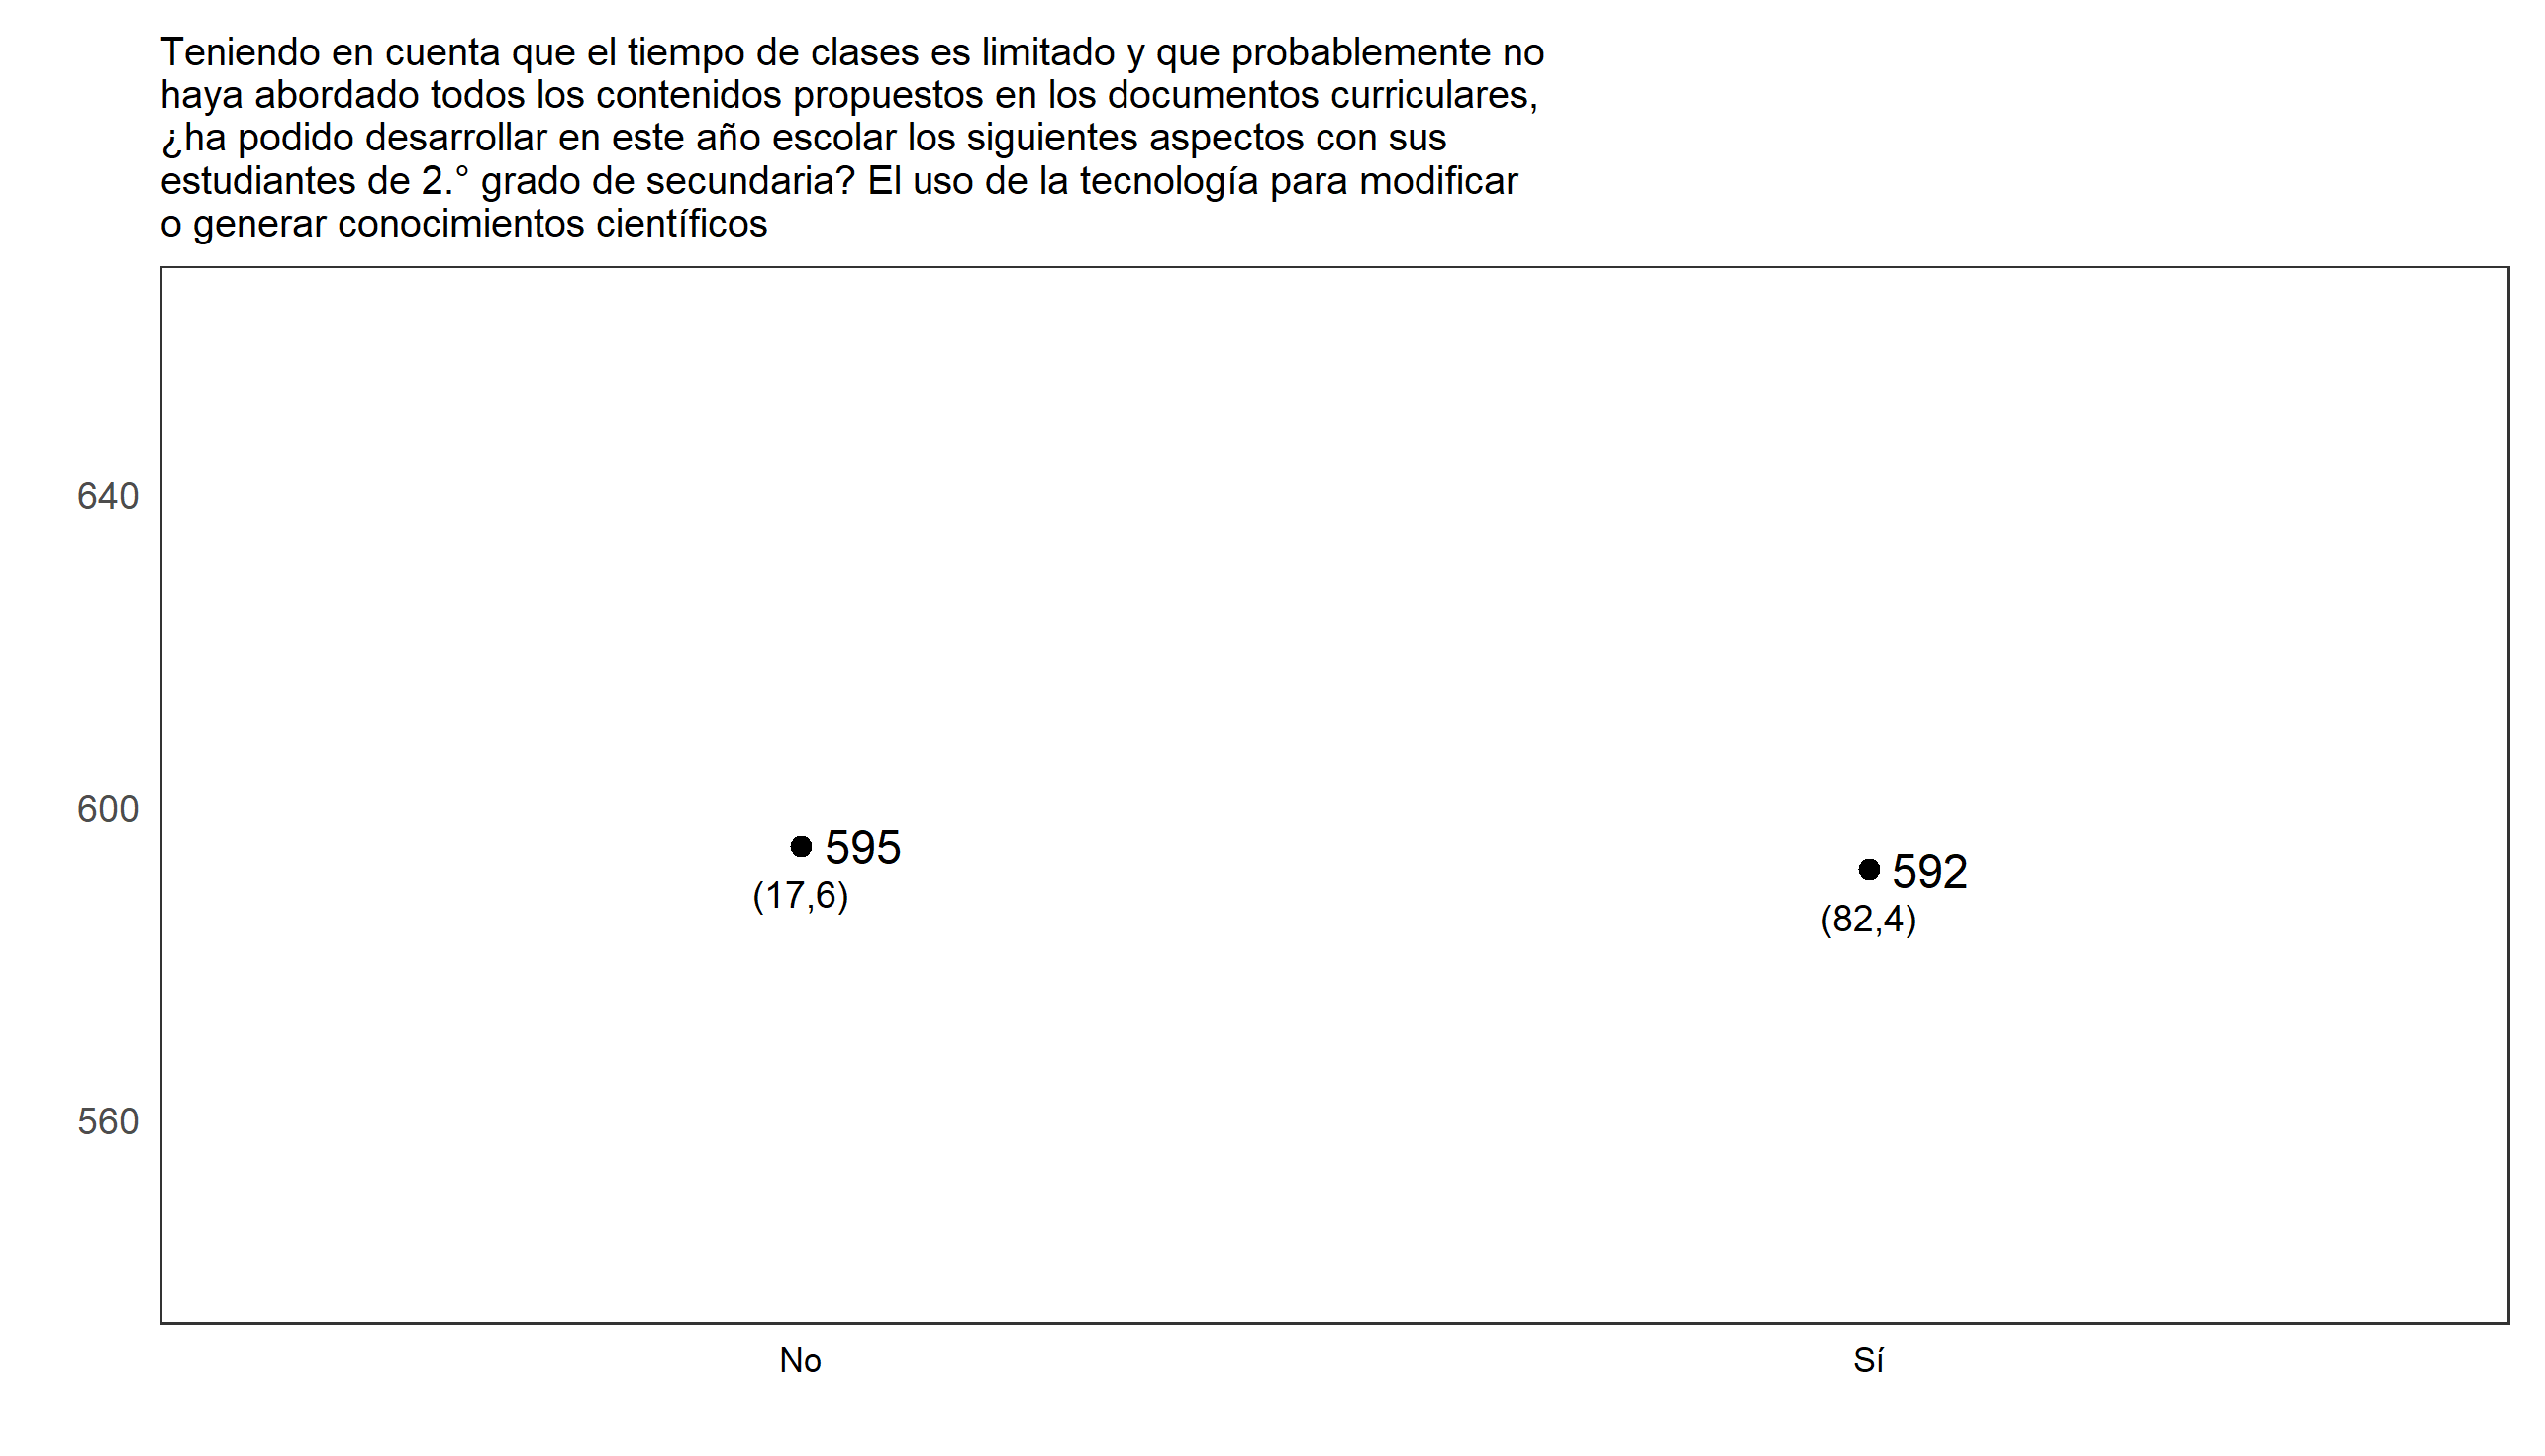 Teniendo en cuenta que el tiempo de clases es limitado y que probablemente no
haya abordado todos los contenidos propuestos en los documentos curriculares,
¿ha podido desarrollar en este año escolar los siguientes aspectos con sus
estudiantes de 2.° grado de secundaria? El uso de la tecnología para modificar
o generar conocimientos científicos
640
600
595
(17,6)
592
(82,4)
560
No
Sí